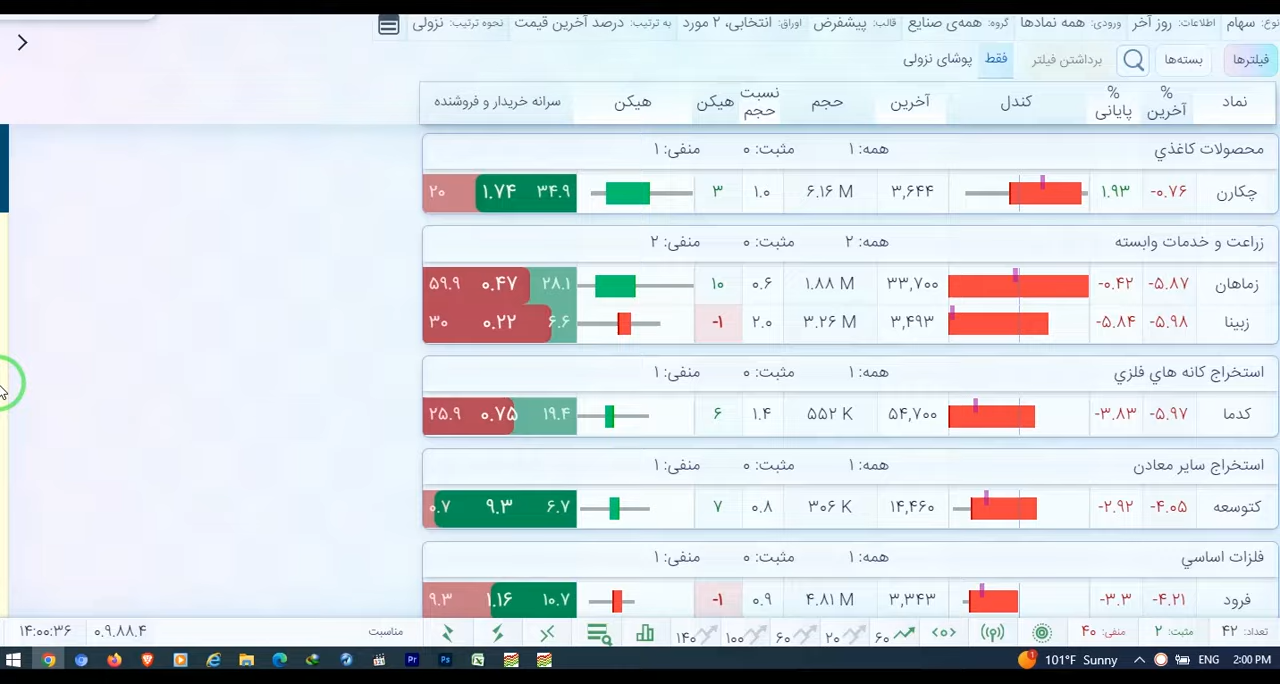 نوع: سهام اطلاعات: روز آخر ورودی: همه نمادها گروه: همه‌ی صنایع قالب: پیشفرض اوراق: انتخابی، ۲ مورد به ترتیب: درصد آخرین قیمت نحوه ترتیب: نزولی
فیلترها بسته‌ها برداشتن فیلتر فقط پوشای نزولی
نماد % آخرین % پایانی کندل آخرین حجم نسبت حجم هیکن هیکن سرانه خریدار و فروشنده
محصولات کاغذي همه: ۱ مثبت: ۰ منفی: ۱
چکارن -۰.۷۶ ۱.۹۳ ۳,۶۴۴ ۶.۱۶ M ۱.۰ ۳ ۳۴.۹ ۱.۷۴ ۲۰
زراعت و خدمات وابسته همه: ۲ مثبت: ۰ منفی: ۲
زماهان -۵.۸۷ -۰.۴۲ ۳۳,۷۰۰ ۱.۸۸ M ۰.۶ ۱۰ ۲۸.۱ ۰.۴۷ ۵۹.۹
زبینا -۵.۹۸ -۵.۸۴ ۳,۴۹۳ ۳.۲۶ M ۲.۰ -۱ ۶.۶ ۰.۲۲ ۳۰
استخراج کانه هاي فلزي همه: ۱ مثبت: ۰ منفی: ۱
کدما -۵.۹۷ -۳.۸۳ ۵۴,۷۰۰ ۵۵۲ K ۱.۴ ۶ ۱۹.۴ ۰.۷۵ ۲۵.۹
استخراج ساير معادن همه: ۱ مثبت: ۰ منفی: ۱
کتوسعه -۴.۰۵ -۲.۹۲ ۱۴,۴۶۰ ۳۰۶ K ۰.۸ ۷ ۶.۷ ۹.۳ ۰.۷
فلزات اساسي همه: ۱ مثبت: ۰ منفی: ۱
فرود -۴.۲۱ -۳.۳ ۳,۳۴۳ ۴.۸۱ M ۰.۹ -۱ ۱۰.۷ ۱.۱۶ ۹.۳
تعداد: ۴۲ مثبت: ۲ منفی: ۴۰ ۶۰ ۲۰ ۶۰ ۱۰۰ ۱۴۰ مناسبت ۰.۹.۸۸.۴ ۱۴:۰۰:۳۶
101°F Sunny ENG 2:00 PM